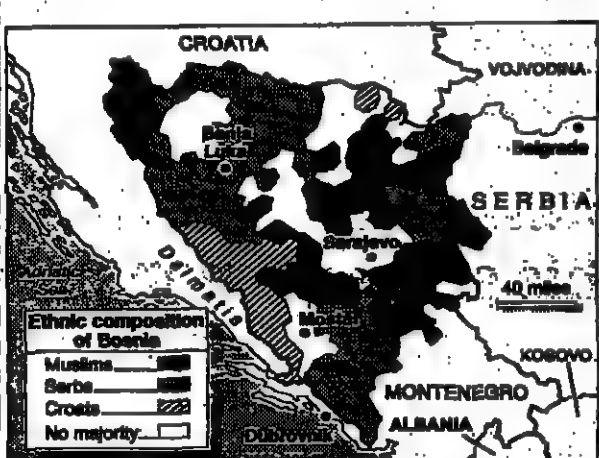 CROATIA
VOJVODINA
Banja
Luka
Belgrade
SERBIA
Sarajevo
Dalmatia
Adriatic
Sea
40 miles
Mostar
Ethnic composition
of Bosnia
Muslims
Serbs
Croats
No majority
KOSOVO
MONTENEGRO
ALBANIA
Dubrovnik